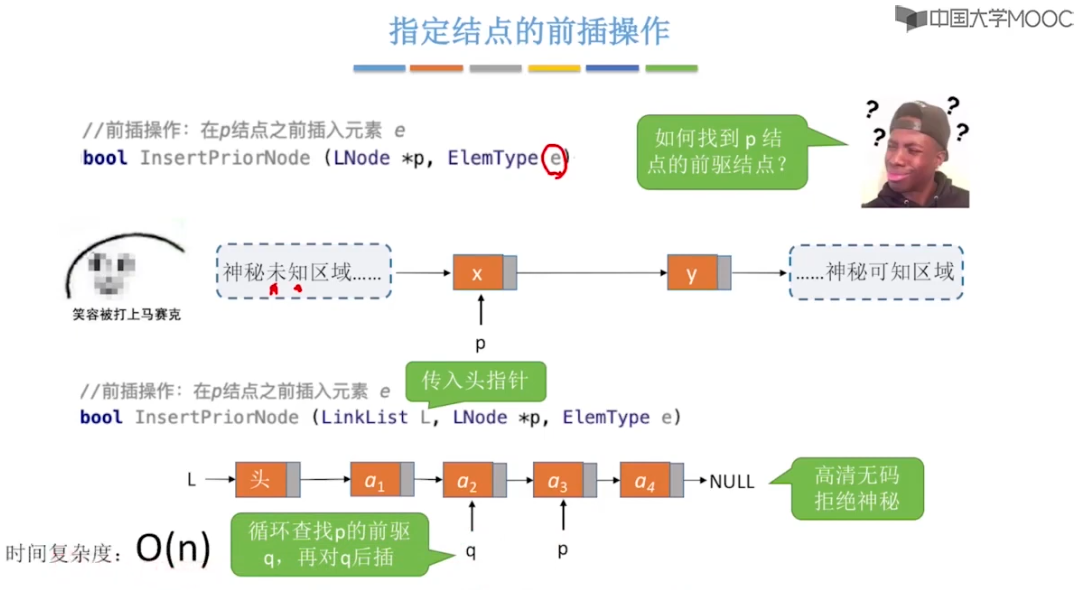 中国大学MOOC
指定结点的前插操作
//前插操作：在p结点之前插入元素 e
bool InsertPriorNode (LNode *p, ElemType e)
如何找到 p 结
点的前驱结点？
? ? ? ?
神秘未知区域……
x
y
……神秘可知区域
笑容被打上马赛克
p
传入头指针
//前插操作：在p结点之前插入元素 e
bool InsertPriorNode (LinkList L, LNode *p, ElemType e)
L 头 a1 a2 a3 a4 NULL
高清无码
拒绝神秘
循环查找p的前驱
q，再对q后插
q
p
时间复杂度：O(n)